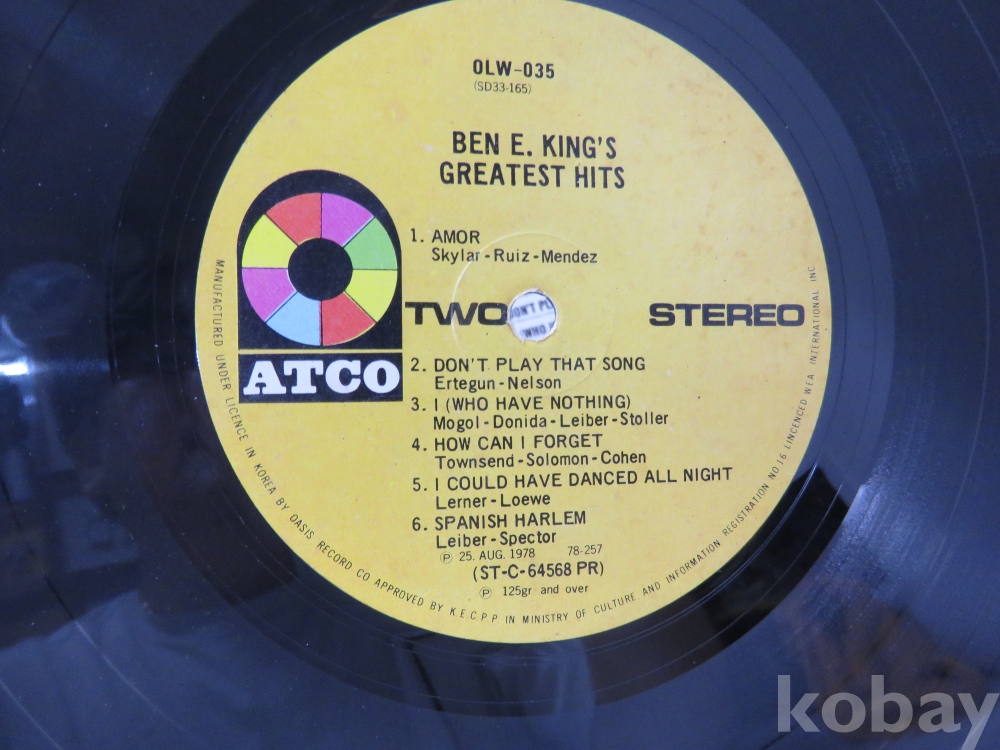 OLW-035
(SD33-165)
BEN E. KING'S
GREATEST HITS
1. AMOR
Skylar-Ruiz-Mendez
TWO
STEREO
ATCO
2. DON'T PLAY THAT SONG
Ertegun-Nelson
3. I (WHO HAVE NOTHING)
Mogol-Donida-Leiber-Stoller
4. HOW CAN I FORGET
Townsend-Solomon-Cohen
5. I COULD HAVE DANCED ALL NIGHT
Lerner-Loewe
6. SPANISH HARLEM
Leiber-Spector
Ⓟ 25. AUG. 1978 78-257
(ST-C-64568 PR)
Ⓟ 125gr and over
MANUFACTURED UNDER LICENCE IN KOREA BY OASIS RECORD CO APPROVED BY K.E.C.P.P IN MINISTRY OF CULTURE AND INFORMATION REGISTRATION NO 16 LINCENCED WEA INTERNATIONAL INC
kobay